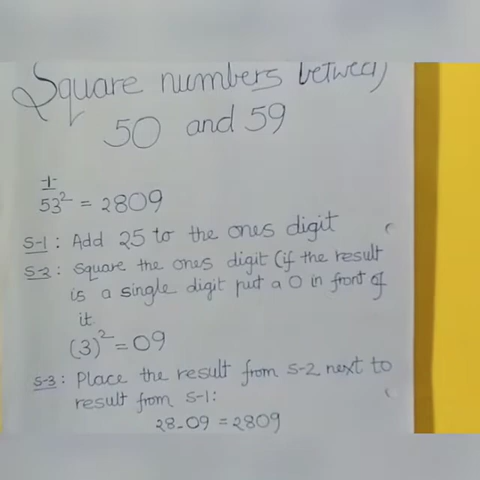 Square numbers between
50 and 59
-1-
53² = 2809
S-1 : Add 25 to the ones digit
S-2 : Square the ones digit (if the result
is a single digit put a 0 in front of
it
(3)² = 09
S-3 : Place the result from S-2 next to
result from S-1:
28-09 = 2809